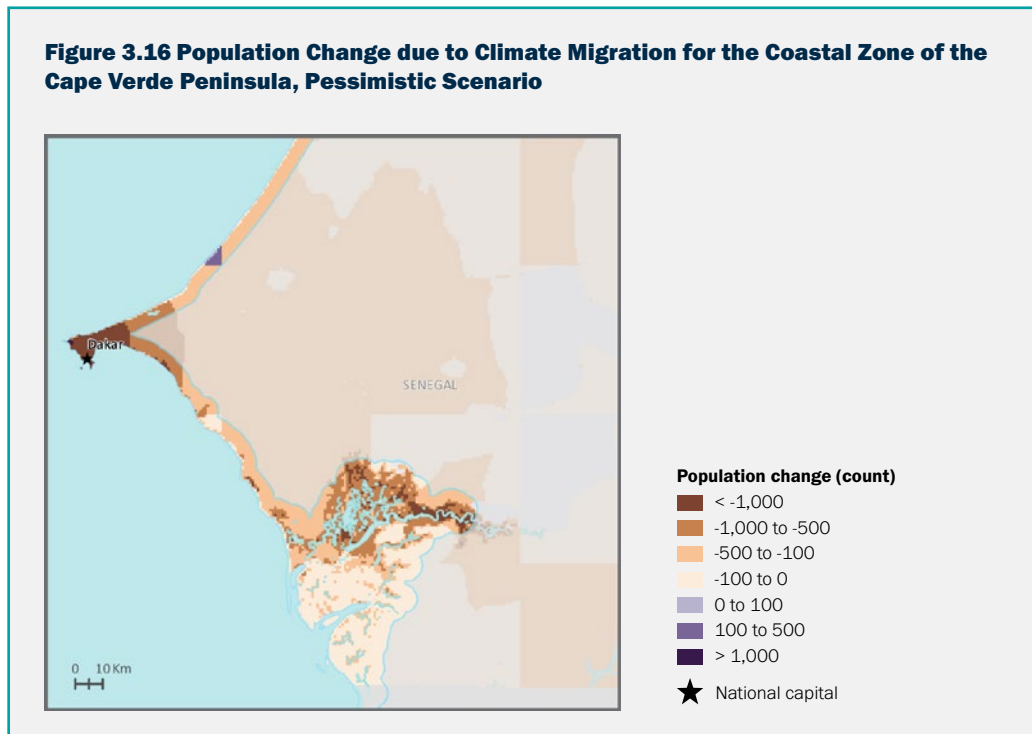 Figure 3.16 Population Change due to Climate Migration for the Coastal Zone of the
Cape Verde Peninsula, Pessimistic Scenario
Dakar
SENEGAL
0 10 Km
Population change (count)
< -1,000
-1,000 to -500
-500 to -100
-100 to 0
0 to 100
100 to 500
> 1,000
National capital